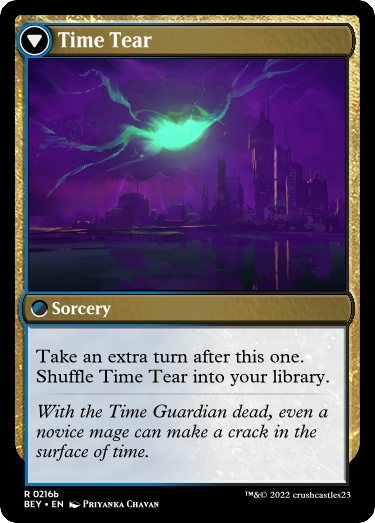 Time Tear
Sorcery
Take an extra turn after this one.
Shuffle Time Tear into your library.
With the Time Guardian dead, even a
novice mage can make a crack in the
surface of time.
R 0216b
BEY • EN Priyanka Chavan
™&© 2022 crushcastles23